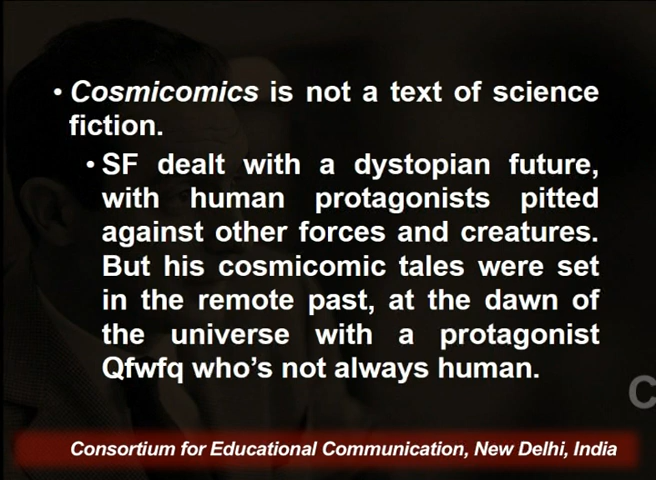 • Cosmicomics is not a text of science
fiction.
• SF dealt with a dystopian future,
with human protagonists pitted
against other forces and creatures.
But his cosmicomic tales were set
in the remote past, at the dawn of
the universe with a protagonist
Qfwfq who's not always human.
C
Consortium for Educational Communication, New Delhi, India